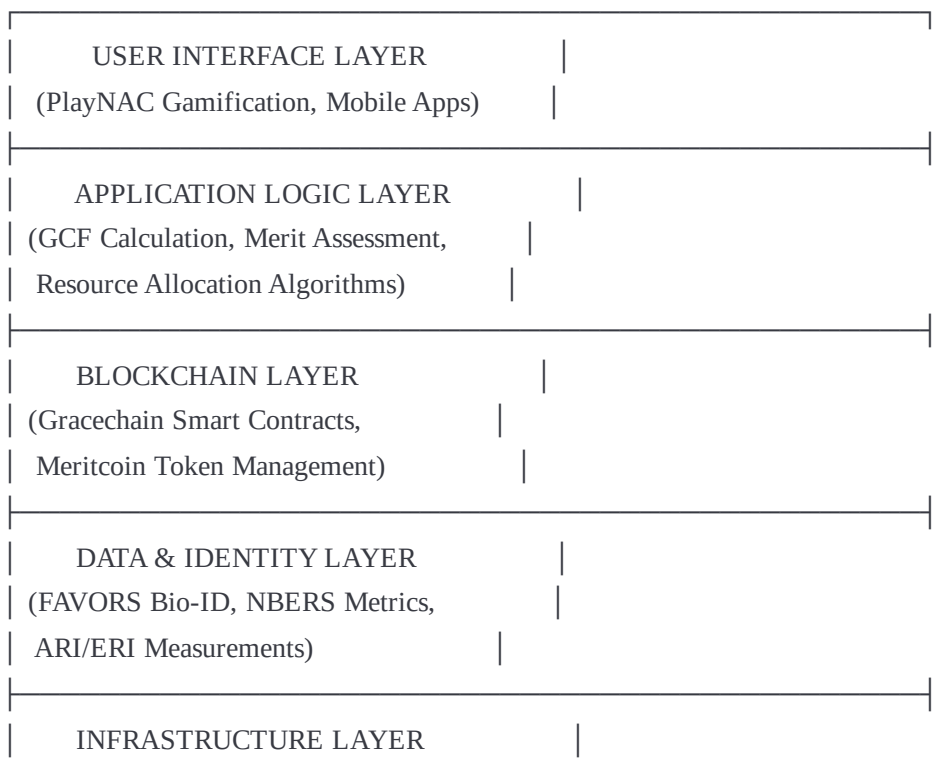 USER INTERFACE LAYER
(PlayNAC Gamification, Mobile Apps)
APPLICATION LOGIC LAYER
(GCF Calculation, Merit Assessment,
Resource Allocation Algorithms)
BLOCKCHAIN LAYER
(Gracechain Smart Contracts,
Meritcoin Token Management)
DATA & IDENTITY LAYER
(FAVORS Bio-ID, NBERS Metrics,
ARI/ERI Measurements)
INFRASTRUCTURE LAYER